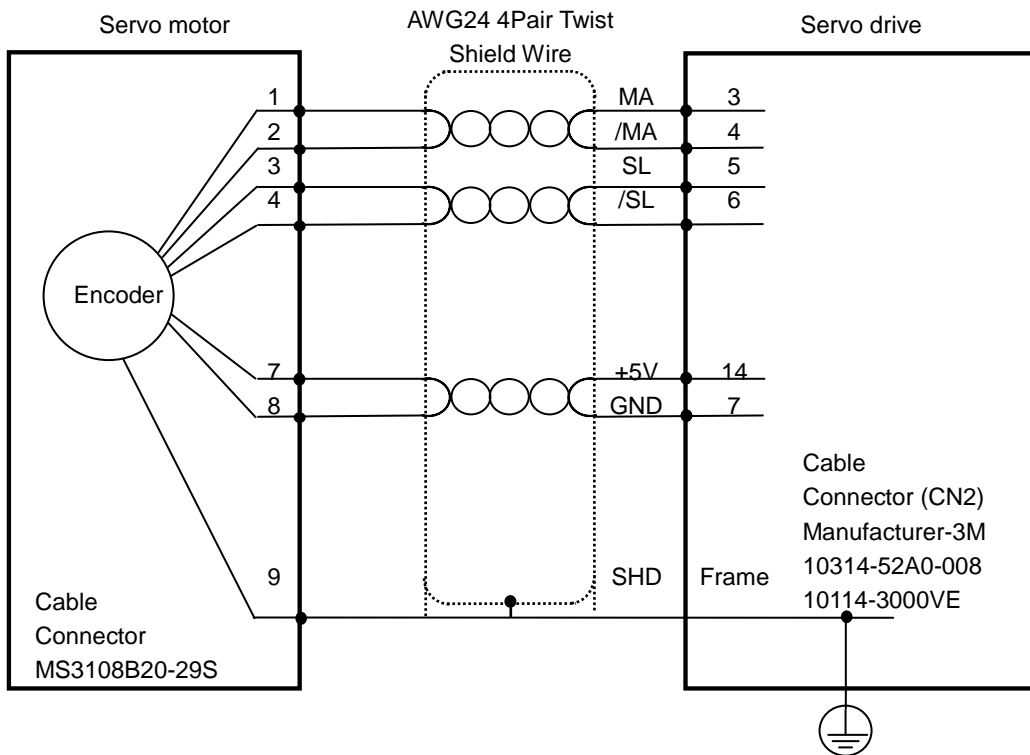 Servo motor
AWG24 4Pair Twist
Shield Wire
Servo drive
1
MA
3
2
/MA
4
3
SL
5
4
/SL
6
Encoder
7
+5V
14
8
GND
7
Cable
Connector (CN2)
Manufacturer-3M
10314-52A0-008
10114-3000VE
9
SHD
Frame
Cable
Connector
MS3108B20-29S